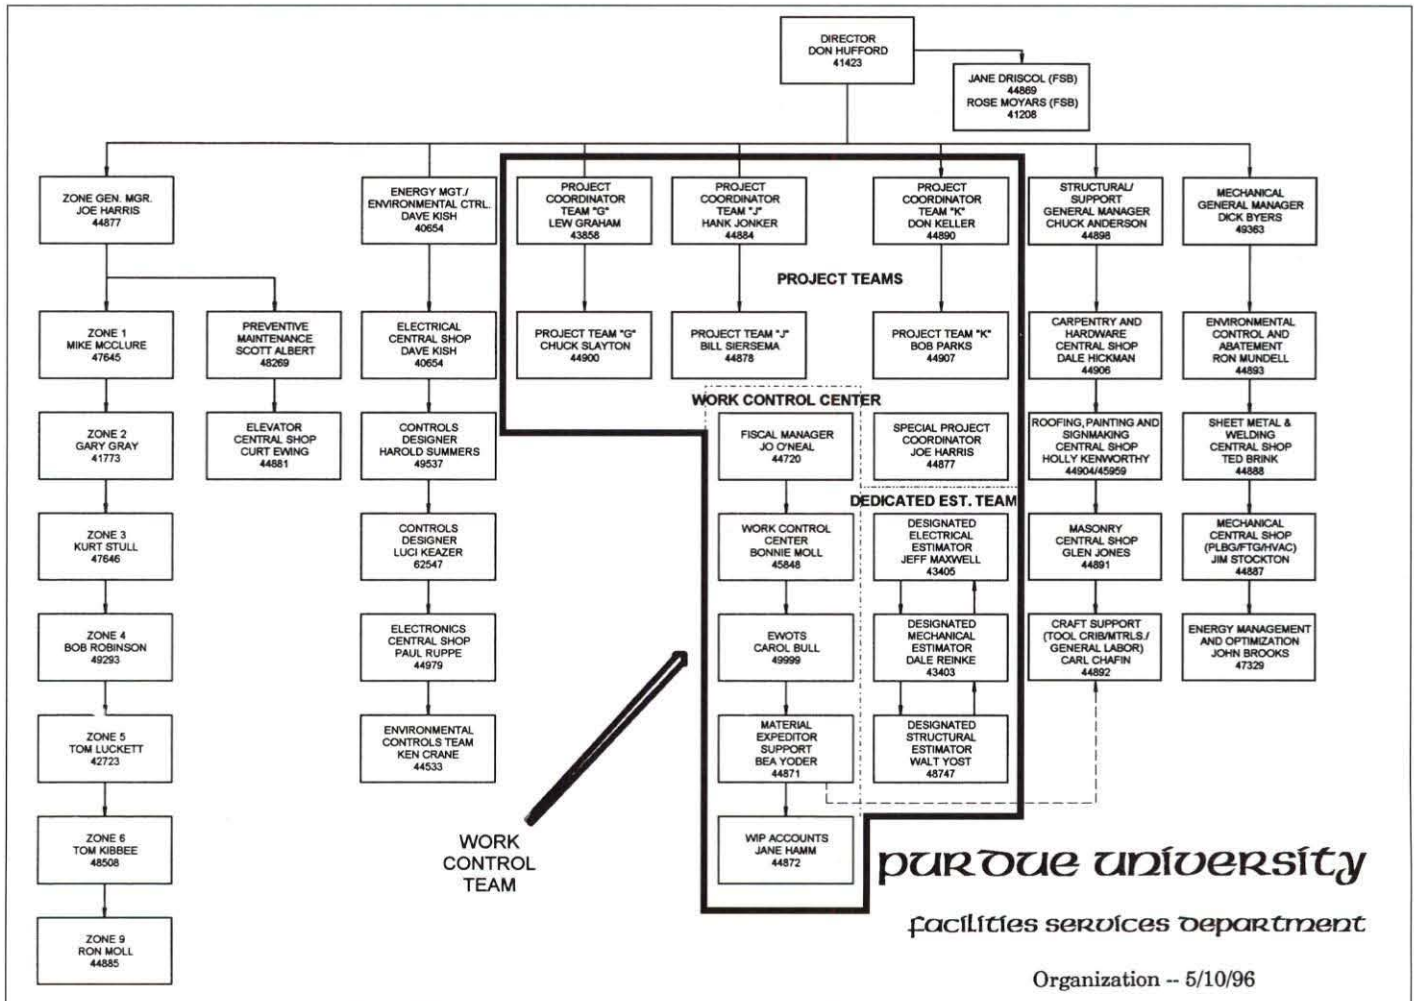 DIRECTOR
DON HUFFORD
41423
JANE DRISCOL (FSB)
44869
ROSE MOYARS (FSB)
41208
ZONE GEN. MGR.
JOE HARRIS
44877
ENERGY MGT./
ENVIRONMENTAL CTRL.
DAVE KISH
40654
PROJECT
COORDINATOR
TEAM "G"
LEW GRAHAM
43858
PROJECT
COORDINATOR
TEAM "J"
HANK JONKER
44884
PROJECT
COORDINATOR
TEAM "K"
DON KELLER
44890
STRUCTURAL/
SUPPORT
GENERAL MANAGER
CHUCK ANDERSON
44898
MECHANICAL
GENERAL MANAGER
DICK BYERS
49363
PROJECT TEAMS
ZONE 1
MIKE MCCLURE
47645
PREVENTIVE
MAINTENANCE
SCOTT ALBERT
48269
ELECTRICAL
CENTRAL SHOP
DAVE KISH
40654
PROJECT TEAM "G"
CHUCK SLAYTON
44900
PROJECT TEAM "J"
BILL SIERSEMA
44878
PROJECT TEAM "K"
BOB PARKS
44907
CARPENTRY AND
HARDWARE
CENTRAL SHOP
DALE HICKMAN
44906
ENVIRONMENTAL
CONTROL AND
ABATEMENT
RON MUNDELL
44893
WORK CONTROL CENTER
ZONE 2
GARY GRAY
41773
ELEVATOR
CENTRAL SHOP
CURT EWING
44881
CONTROLS
DESIGNER
HAROLD SUMMERS
49537
FISCAL MANAGER
JO O'NEAL
44720
SPECIAL PROJECT
COORDINATOR
JOE HARRIS
44877
ROOFING, PAINTING AND
SIGNMAKING
CENTRAL SHOP
HOLLY KENWORTHY
44904/45959
SHEET METAL &
WELDING
CENTRAL SHOP
TED BRINK
44888
DEDICATED EST. TEAM
ZONE 3
KURT STULL
47646
CONTROLS
DESIGNER
LUCI KEAZER
62547
WORK CONTROL
CENTER
BONNIE MOLL
45848
DESIGNATED
ELECTRICAL
ESTIMATOR
JEFF MAXWELL
43405
MASONRY
CENTRAL SHOP
GLEN JONES
44891
MECHANICAL
CENTRAL SHOP
(PLBG/FTG/HVAC)
JIM STOCKTON
44887
ZONE 4
BOB ROBINSON
49293
ELECTRONICS
CENTRAL SHOP
PAUL RUPPE
44979
EWOTS
CAROL BULL
49999
DESIGNATED
MECHANICAL
ESTIMATOR
DALE REINKE
43403
CRAFT SUPPORT
(TOOL CRIB/MTRLS./
GENERAL LABOR)
CARL CHAFIN
44892
ENERGY MANAGEMENT
AND OPTIMIZATION
JOHN BROOKS
47329
ZONE 5
TOM LUCKETT
42723
ENVIRONMENTAL
CONTROLS TEAM
KEN CRANE
44533
MATERIAL
EXPEDITOR
SUPPORT
BEA YODER
44871
DESIGNATED
STRUCTURAL
ESTIMATOR
WALT YOST
48747
ZONE 6
TOM KIBBEE
48508
WORK
CONTROL
TEAM
WIP ACCOUNTS
JANE HAMM
44872
ZONE 9
RON MOLL
44885
purdue university
facilities services department
Organization -- 5/10/96